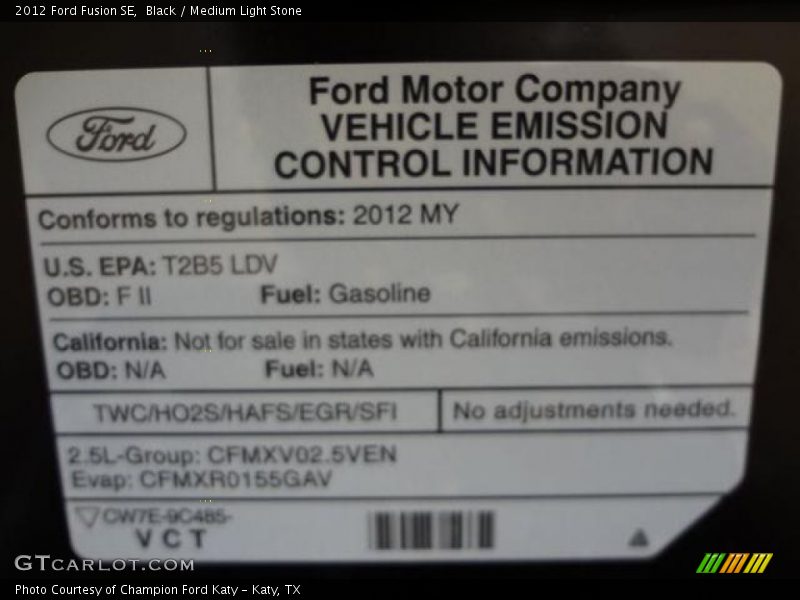 2012 Ford Fusion SE, Black / Medium Light Stone
Ford
Ford Motor Company
VEHICLE EMISSION
CONTROL INFORMATION
Conforms to regulations: 2012 MY
U.S. EPA: T2B5 LDV
OBD: F II Fuel: Gasoline
California: Not for sale in states with California emissions.
OBD: N/A Fuel: N/A
TWC/HO2S/HAFS/EGR/SFI No adjustments needed.
2.5L-Group: CFMXV02.5VEN
Evap: CFMXR0155GAV
CW7E-9C485-
V C T
GTCARLOT.COM
Photo Courtesy of Champion Ford Katy - Katy, TX